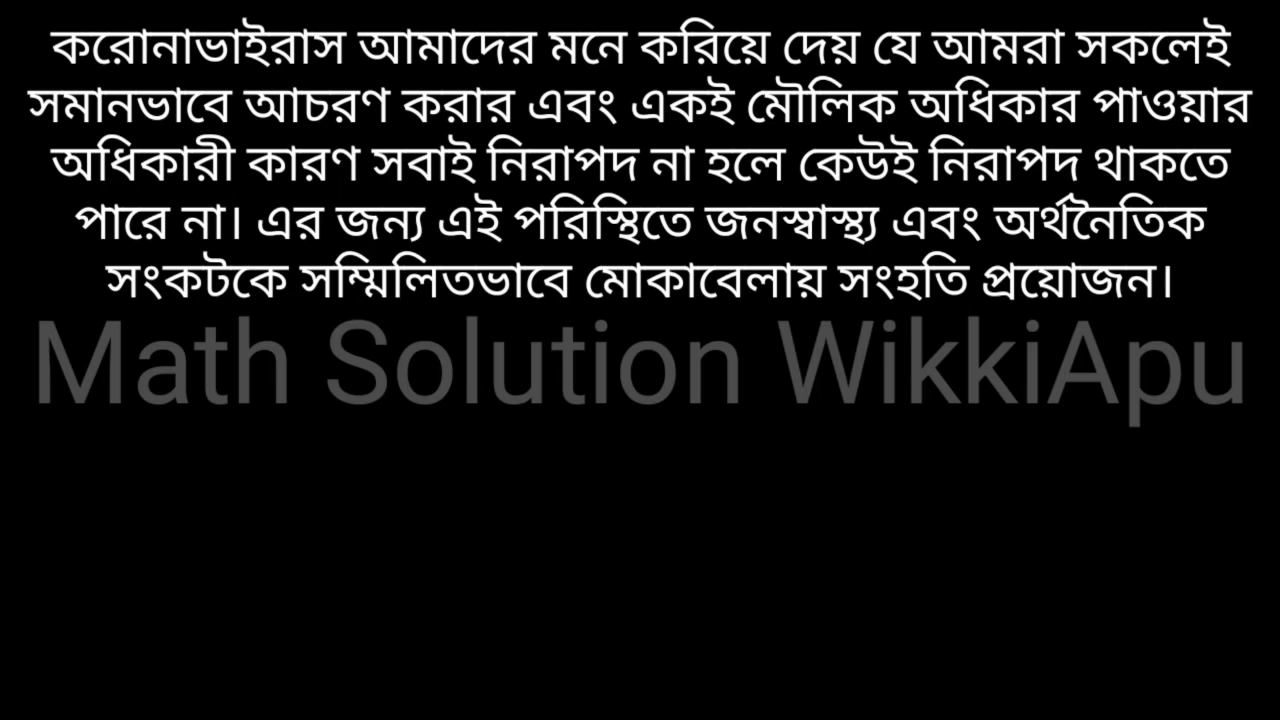 করোনাভাইরাস আমাদের মনে করিয়ে দেয় যে আমরা সকলেই
সমানভাবে আচরণ করার এবং একই মৌলিক অধিকার পাওয়ার
অধিকারী কারণ সবাই নিরাপদ না হলে কেউই নিরাপদ থাকতে
পারে না। এর জন্য এই পরিস্থিতে জনস্বাস্থ্য এবং অর্থনৈতিক
সংকটকে সম্মিলিতভাবে মোকাবেলায় সংহতি প্রয়োজন।
Math Solution WikkiApu